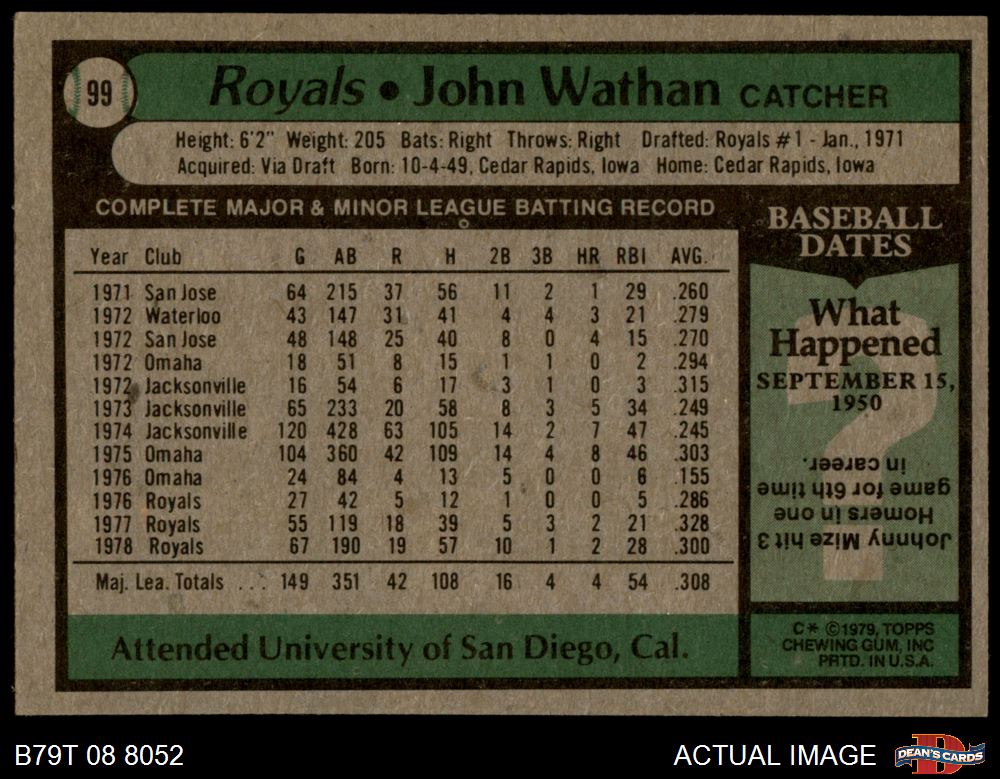 99
Royals • John Wathan CATCHER
Height: 6'2" Weight: 205 Bats: Right Throws: Right Drafted: Royals #1 - Jan., 1971
Acquired: Via Draft Born: 10-4-49, Cedar Rapids, Iowa Home: Cedar Rapids, Iowa
COMPLETE MAJOR & MINOR LEAGUE BATTING RECORD
Year Club G AB R H 2B 3B HR RBI AVG.
1971 San Jose 64 215 37 56 11 2 1 29 .260
1972 Waterloo 43 147 31 41 4 4 3 21 .279
1972 San Jose 48 148 25 40 8 0 4 15 .270
1972 Omaha 18 51 8 15 1 1 0 2 .294
1972 Jacksonville 16 54 6 17 3 1 0 3 .315
1973 Jacksonville 65 233 20 58 8 3 5 34 .249
1974 Jacksonville 120 428 63 105 14 2 7 47 .245
1975 Omaha 104 360 42 109 14 4 8 46 .303
1976 Omaha 24 84 4 13 5 0 0 6 .155
1976 Royals 27 42 5 12 1 0 0 5 .286
1977 Royals 55 119 18 39 5 3 2 21 .328
1978 Royals 67 190 19 57 10 1 2 28 .300
Maj. Lea. Totals ... 149 351 42 108 16 4 4 54 .308
Attended University of San Diego, Cal.
BASEBALL
DATES
What
Happened
SEPTEMBER 15,
1950
?
Johnny Mize hit 3
Homers in one
game for 6th time
in career.
C* ©1979, TOPPS
CHEWING GUM, INC
PRTD. IN U.S.A.
B79T 08 8052
ACTUAL IMAGE
DEAN'S CARDS